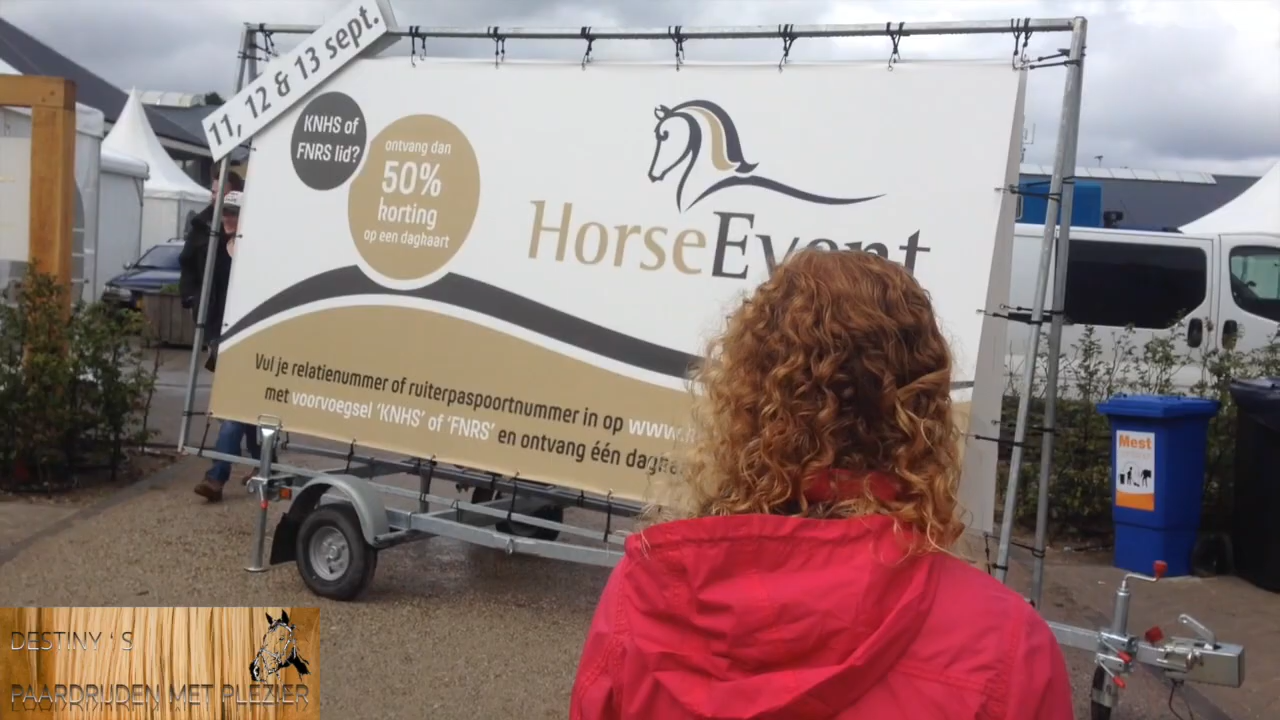 11, 12 & 13 sept.
KNHS of
FNRS lid?
ontvang dan
50%
korting
op een dagkaart
HorseEvent
Vul je relatienummer of ruiterpaspoortnummer in op www.
met voorvoegsel 'KNHS' of 'FNRS' en ontvang één
Mest
DESTINY 'S
PAARDRIJDEN MET PLEZIER